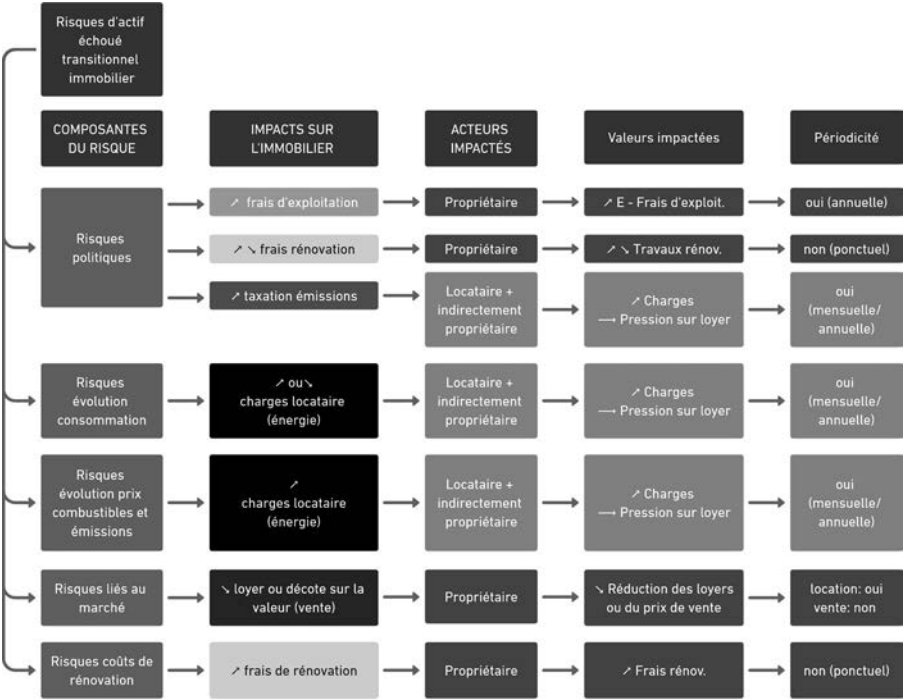 Risques d'actif
échoué
transitionnel
immobilier
COMPOSANTES
DU RISQUE
IMPACTS SUR
L'IMMOBILIER
ACTEURS
IMPACTÉS
Valeurs impactées
Périodicité
Risques
politiques
↗ frais d'exploitation
Propriétaire
↗ E - Frais d'exploit.
oui (annuelle)
↗ ↘ frais rénovation
Propriétaire
↗ ↘ Travaux rénov.
non (ponctuel)
↗ taxation émissions
Locataire +
indirectement
propriétaire
↗ Charges
→ Pression sur loyer
oui
(mensuelle/
annuelle)
Risques
évolution
consommation
↗ ou↘
charges locataire
(énergie)
Locataire +
indirectement
propriétaire
↗ Charges
→ Pression sur loyer
oui
(mensuelle/
annuelle)
Risques
évolution prix
combustibles et
émissions
↗
charges locataire
(énergie)
Locataire +
indirectement
propriétaire
↗ Charges
→ Pression sur loyer
oui
(mensuelle/
annuelle)
Risques liés au
marché
↘ loyer ou décote sur la
valeur (vente)
Propriétaire
↘ Réduction des loyers
ou du prix de vente
location: oui
vente: non
Risques coûts de
rénovation
↗ frais de rénovation
Propriétaire
↗ Frais rénov.
non (ponctuel)